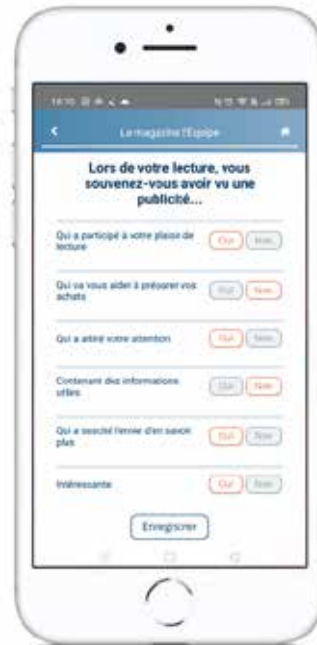 Le magazine l'Equipe
Lors de votre lecture, vous
souvenez-vous avoir vu une
publicité...
Qui a participé à votre plaisir de
lecture
Oui Non
Qui va vous aider à préparer vos
achats
Oui Non
Qui a attiré votre attention
Oui Non
Contenant des informations
utiles
Oui Non
Qui a suscité l'envie d'en savoir
plus
Oui Non
Intéressante
Oui Non
Enregistrer